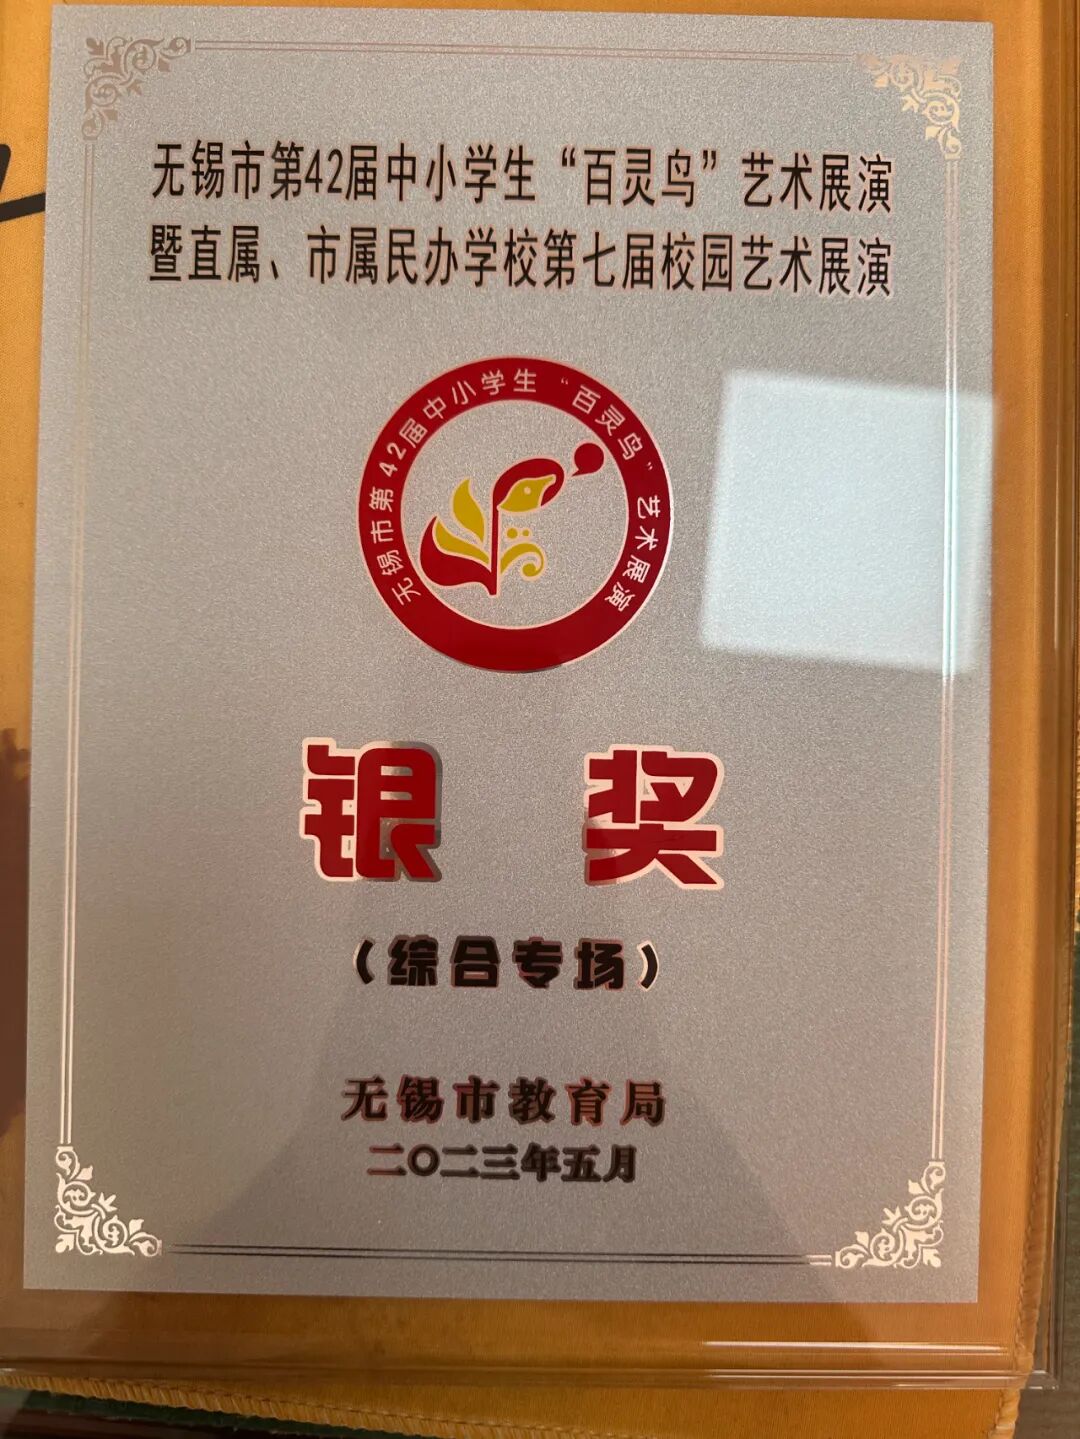 无锡市第42届中小学生“百灵鸟”艺术展演
暨直属、市属民办学校第七届校园艺术展演
无锡市第42届中小学生“百灵鸟”艺术展演
银奖
（综合专场）
无锡市教育局
二〇二三年五月